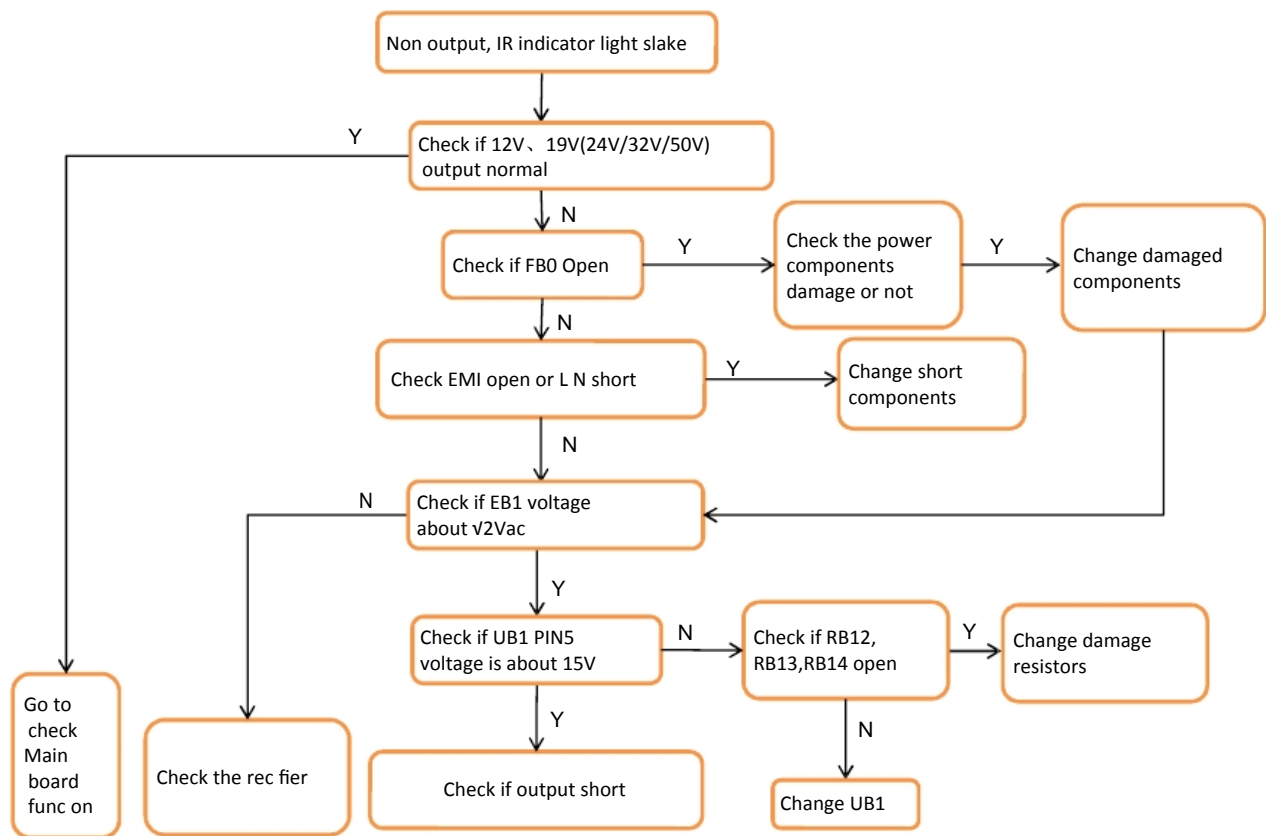 Non output, IR indicator light slake
Y
Check if 12V、19V(24V/32V/50V)
output normal
N
Check if FB0 Open
Y
Check the power
components
damage or not
Y
Change damaged
components
N
Check EMI open or L N short
Y
Change short
components
N
N
Check if EB1 voltage
about √2Vac
Y
Check if UB1 PIN5
voltage is about 15V
N
Check if RB12,
RB13,RB14 open
Y
Change damage
resistors
Go to
check
Main
board
func on
Check the rec fier
Y
Check if output short
N
Change UB1